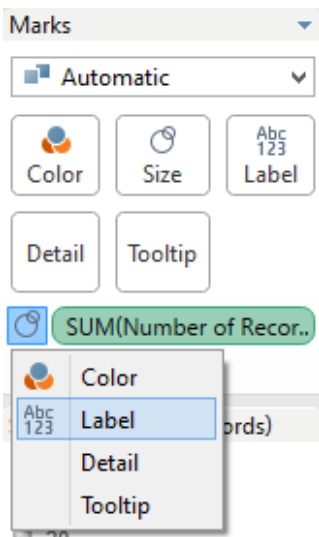 Marks
Automatic
Color
Size
Abc
123
Label
Detail
Tooltip
SUM(Number of Recor..
Color
Abc
123
Label
ords)
Detail
Tooltip